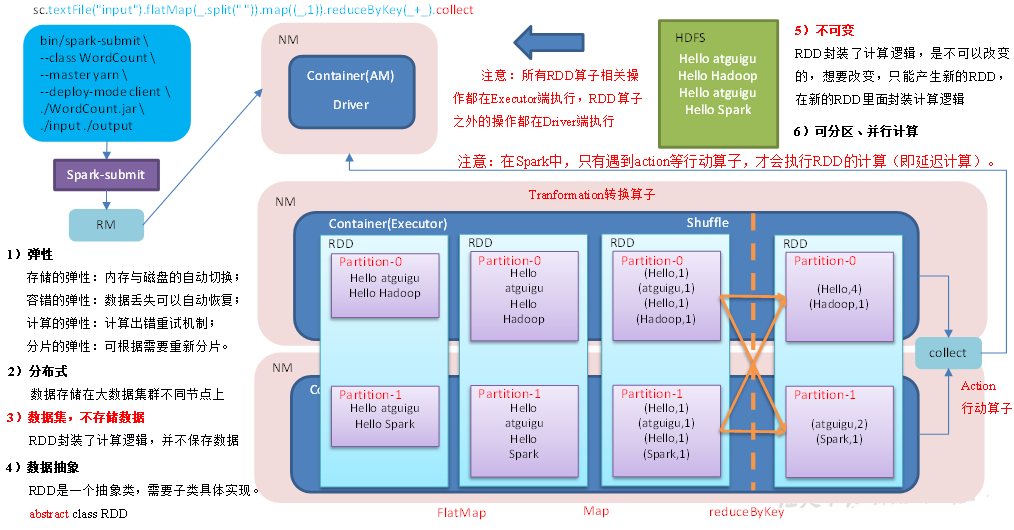 sc.textFile("input").flatMap(_.split(" ")).map((_,1)).reduceByKey(_+_).collect
bin/spark-submit \
--class WordCount \
--master yarn \
--deploy-mode client \
./WordCount.jar \
./input ./output
Spark-submit
RM
NM
Container(AM)
Driver
注意：所有RDD算子相关操
作都在Executor端执行，RDD算子
之外的操作都在Driver端执行
HDFS
Hello atguigu
Hello Hadoop
Hello atguigu
Hello Spark
5）不可变
RDD封装了计算逻辑，是不可以改变
的，想要改变，只能产生新的RDD，
在新的RDD里面封装计算逻辑
6）可分区、并行计算
注意：在Spark中，只有遇到action等行动算子，才会执行RDD的计算（即延迟计算）。
1）弹性
存储的弹性：内存与磁盘的自动切换；
容错的弹性：数据丢失可以自动恢复；
计算的弹性：计算出错重试机制；
分片的弹性：可根据需要重新分片。
2）分布式
数据存储在大数据集群不同节点上
3）数据集，不存储数据
RDD封装了计算逻辑，并不保存数据
4）数据抽象
RDD是一个抽象类，需要子类具体实现。
abstract class RDD
NM
Tranformation转换算子
Container(Executor)
Shuffle
RDD
Partition-0
Hello atguigu
Hello Hadoop
RDD
Partition-0
Hello
atguigu
Hello
Hadoop
RDD
Partition-0
(Hello,1)
(atguigu,1)
(Hello,1)
(Hadoop,1)
RDD
Partition-0
(Hello,4)
(Hadoop,1)
NM
Partition-1
Hello atguigu
Hello Spark
Partition-1
Hello
atguigu
Hello
Spark
Partition-1
(Hello,1)
(atguigu,1)
(Hello,1)
(Spark,1)
Partition-1
(atguigu,2)
(Spark,1)
collect
Action
行动算子
FlatMap
Map
reduceByKey